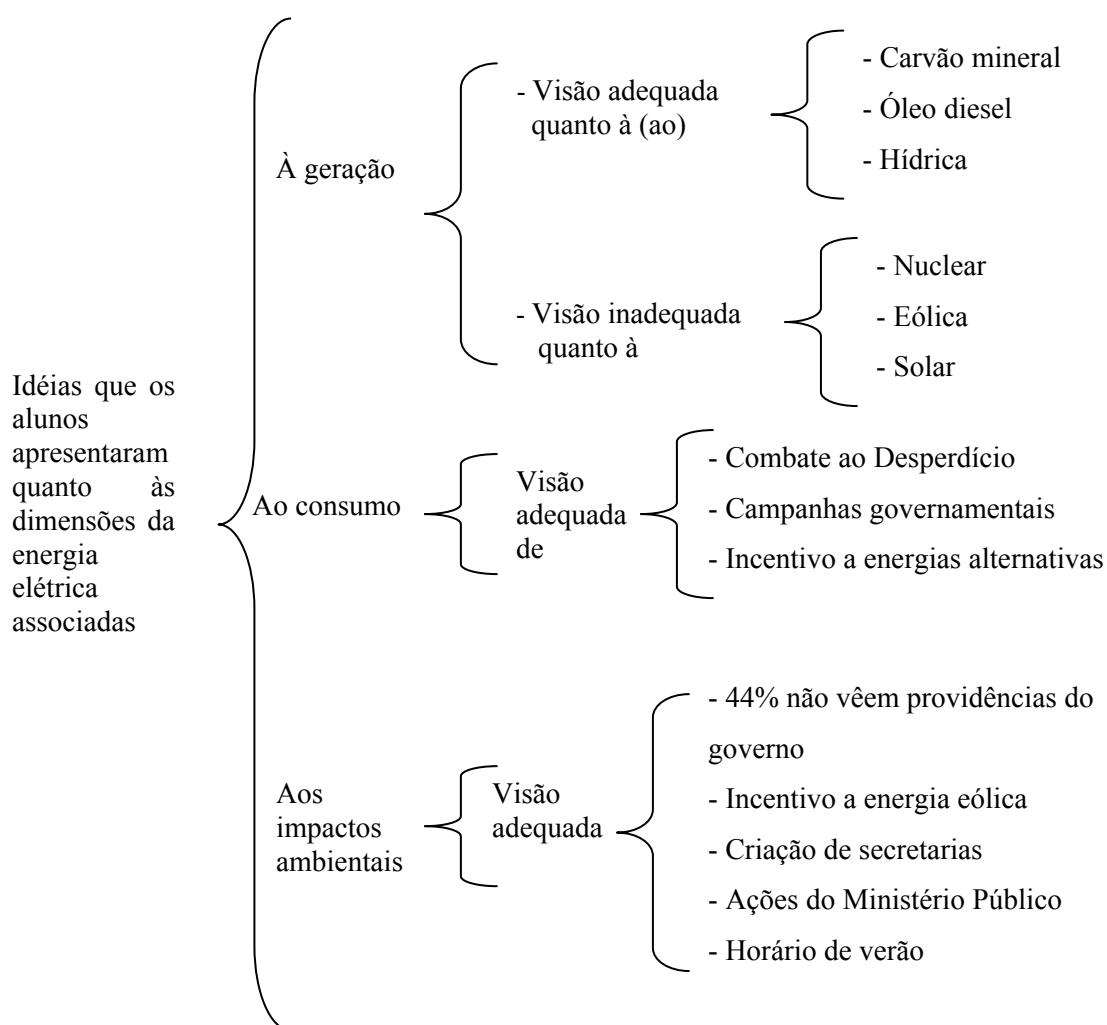 Idéias que os
alunos
apresentaram
quanto às
dimensões da
energia
elétrica
associadas
À geração
- Visão adequada
quanto à (ao)
- Carvão mineral
- Óleo diesel
- Hídrica
- Visão inadequada
quanto à
- Nuclear
- Eólica
- Solar
Ao consumo
Visão
adequada
de
- Combate ao Desperdício
- Campanhas governamentais
- Incentivo a energias alternativas
Aos
impactos
ambientais
Visão
adequada
- 44% não vêem providências do
governo
- Incentivo a energia eólica
- Criação de secretarias
- Ações do Ministério Público
- Horário de verão